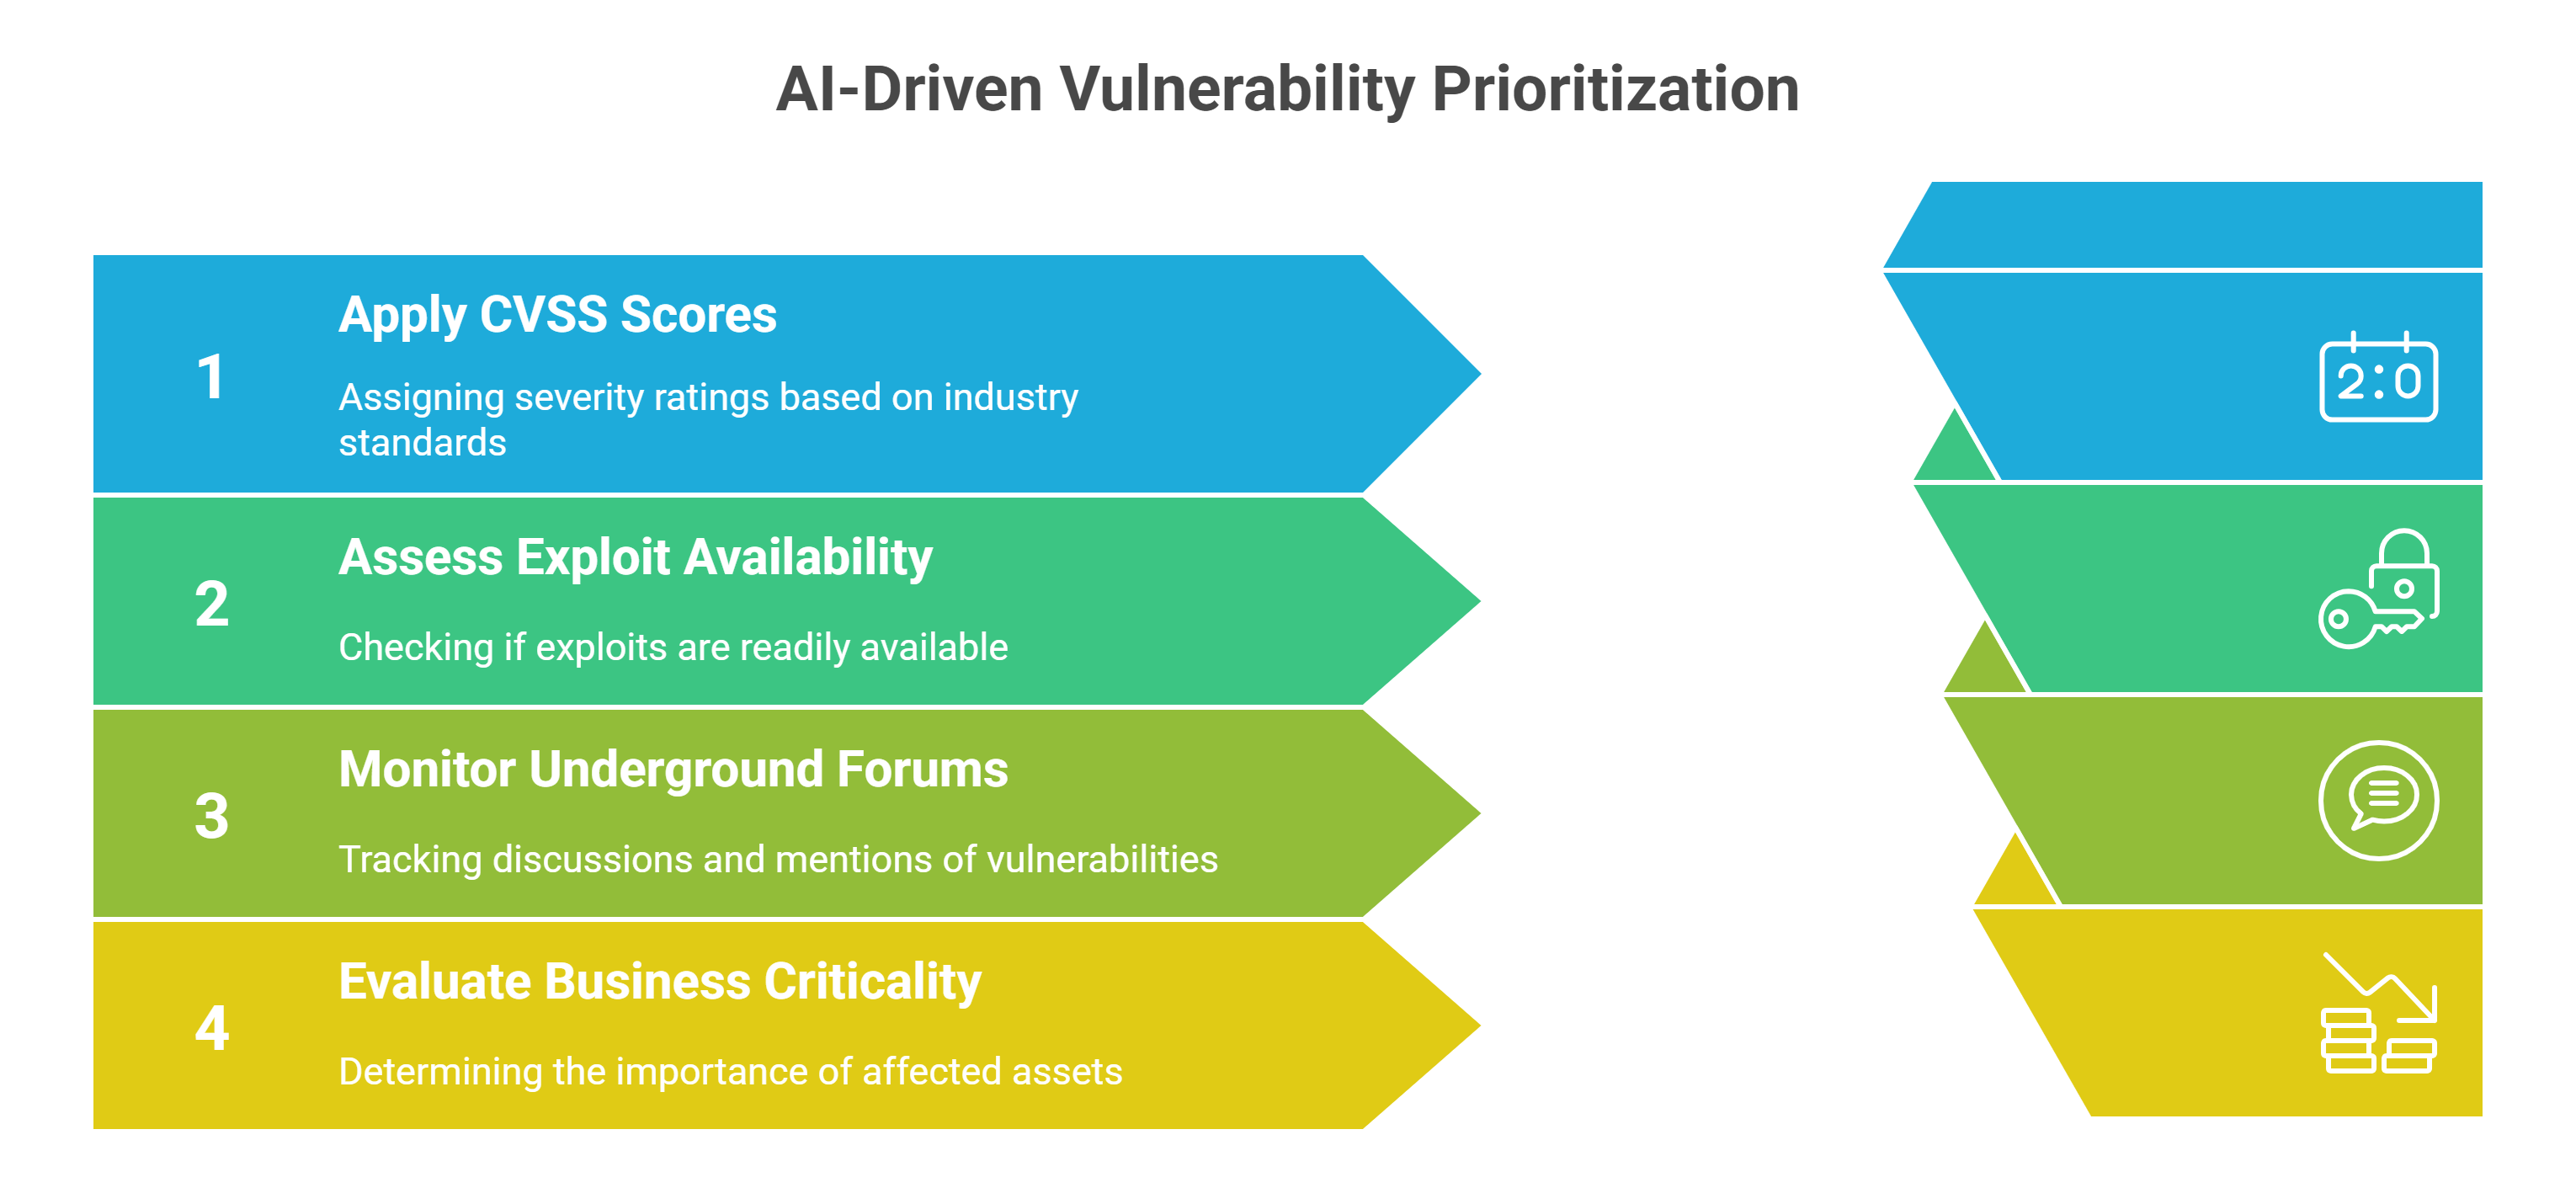 AI-Driven Vulnerability Prioritization
1
Apply CVSS Scores
Assigning severity ratings based on industry
standards
2:0
2
Assess Exploit Availability
Checking if exploits are readily available
3
Monitor Underground Forums
Tracking discussions and mentions of vulnerabilities
4
Evaluate Business Criticality
Determining the importance of affected assets